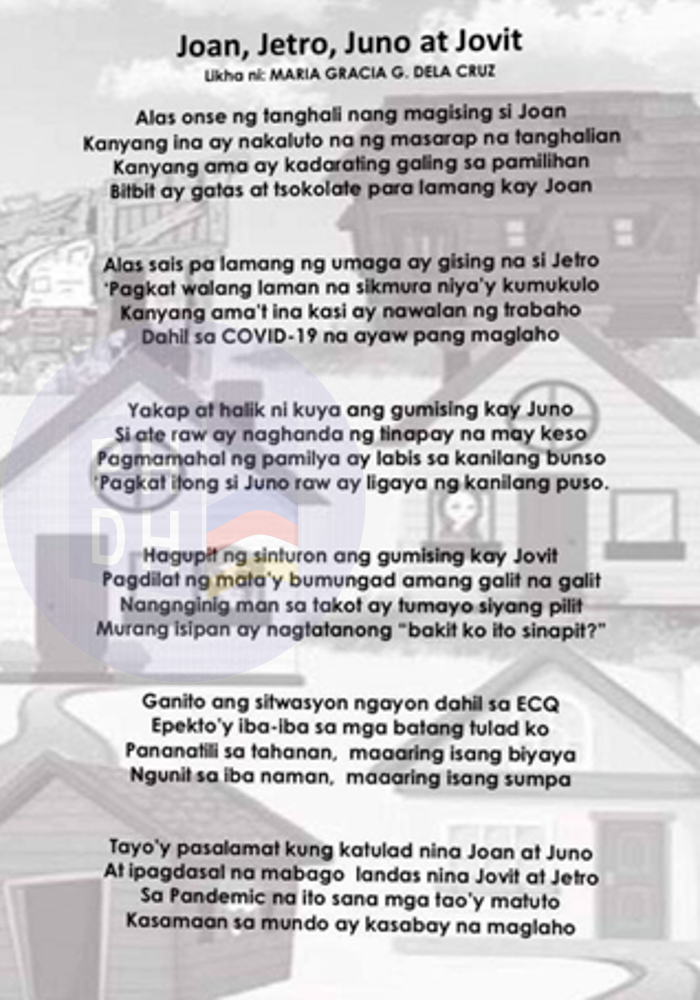 Joan, Jetro, Juno at Jovit
Likha ni: MARIA GRACIA G. DELA CRUZ
Alas onse ng tanghali nang magising si Joan
Kanyang ina ay nakaluto na ng masarap na tanghalian
Kanyang ama ay kadarating galing sa pamilihan
Bitbit ay gatas at tsokolate para lamang kay Joan
Alas sais pa lamang ng umaga ay gising na si Jetro
'Pagkat walang laman na sikmura niya'y kumukulo
Kanyang ama't ina kasi ay nawalan ng trabaho
Dahil sa COVID-19 na ayaw pang maglaho
Yakap at halik ni kuya ang gumising kay Juno
Si ate raw ay naghanda ng tinapay na may keso
Pagmamahal ng pamilya ay labis sa kanilang bunso
'Pagkat itong si Juno raw ay ligaya ng kanilang puso.
Hagupit ng sinturon ang gumising kay Jovit
Pagdilat ng mata'y bumungad amang galit na galit
Nangnginig man sa takot ay tumayo siyang pilit
Murang isipan ay nagtatanong "bakit ko ito sinapit?"
Ganito ang sitwasyon ngayon dahil sa ECQ
Epekto'y iba-iba sa mga batang tulad ko
Pananatili sa tahanan, maaaring isang biyaya
Ngunit sa iba naman, maaaring isang sumpa
Tayo'y pasalamat kung katulad nina Joan at Juno
At ipagdasal na mabago landas nina Jovit at Jetro
Sa Pandemic na ito sana mga tao'y matuto
Kasamaan sa mundo ay kasabay na maglaho